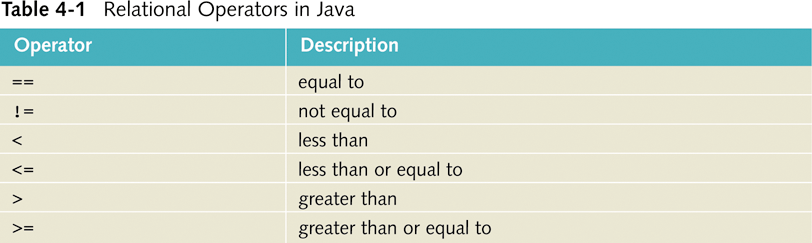 Table 4-1 Relational Operators in Java
Operator Description
== equal to
!= not equal to
< less than
<= less than or equal to
> greater than
>= greater than or equal to